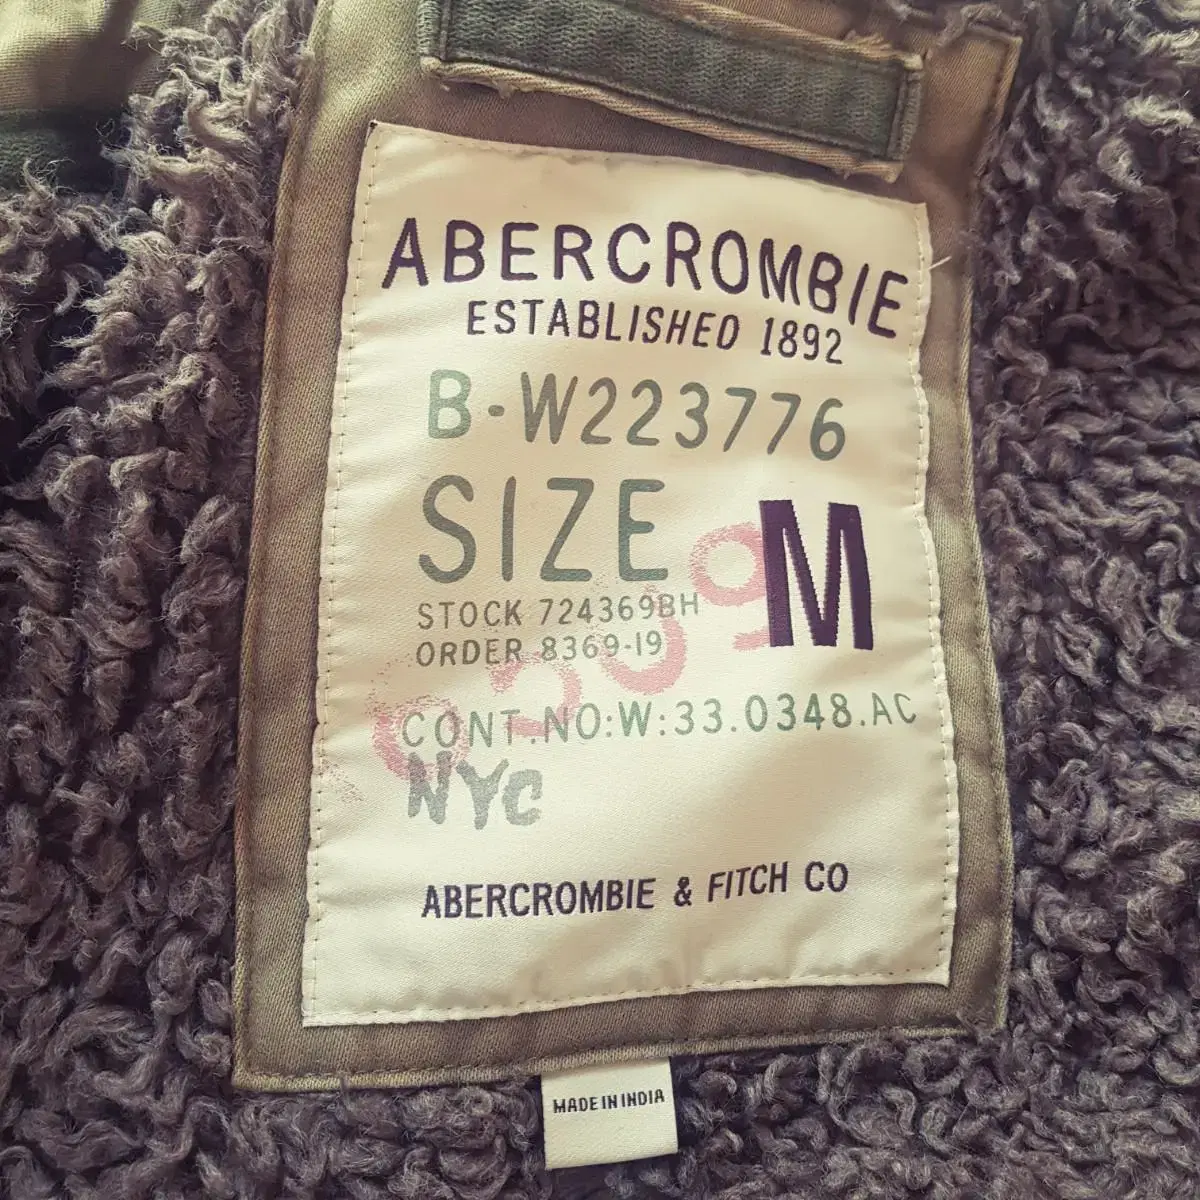 ABERCROMBIE
ESTABLISHED 1892
B-W223776
SIZE M
STOCK 724369BH
ORDER 8369-19
CONT.NO:W:33.0348.AC
NYC
ABERCROMBIE & FITCH CO
MADE IN INDIA